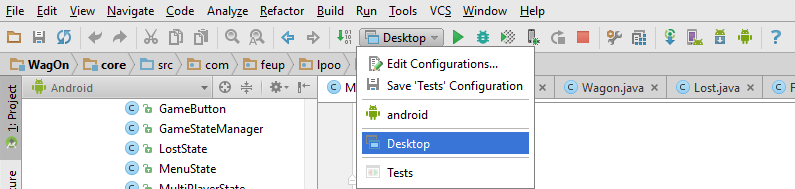 File Edit View Navigate Code Analyze Refactor Build Run Tools VCS Window Help
Desktop
WagOn core src com feup lpoo
Edit Configurations...
Save 'Tests' Configuration
android
Desktop
Tests
1: Project
Android
Wagon.java Lost.java
GameButton
GameStateManager
LostState
MenuState
MultiPlayerState